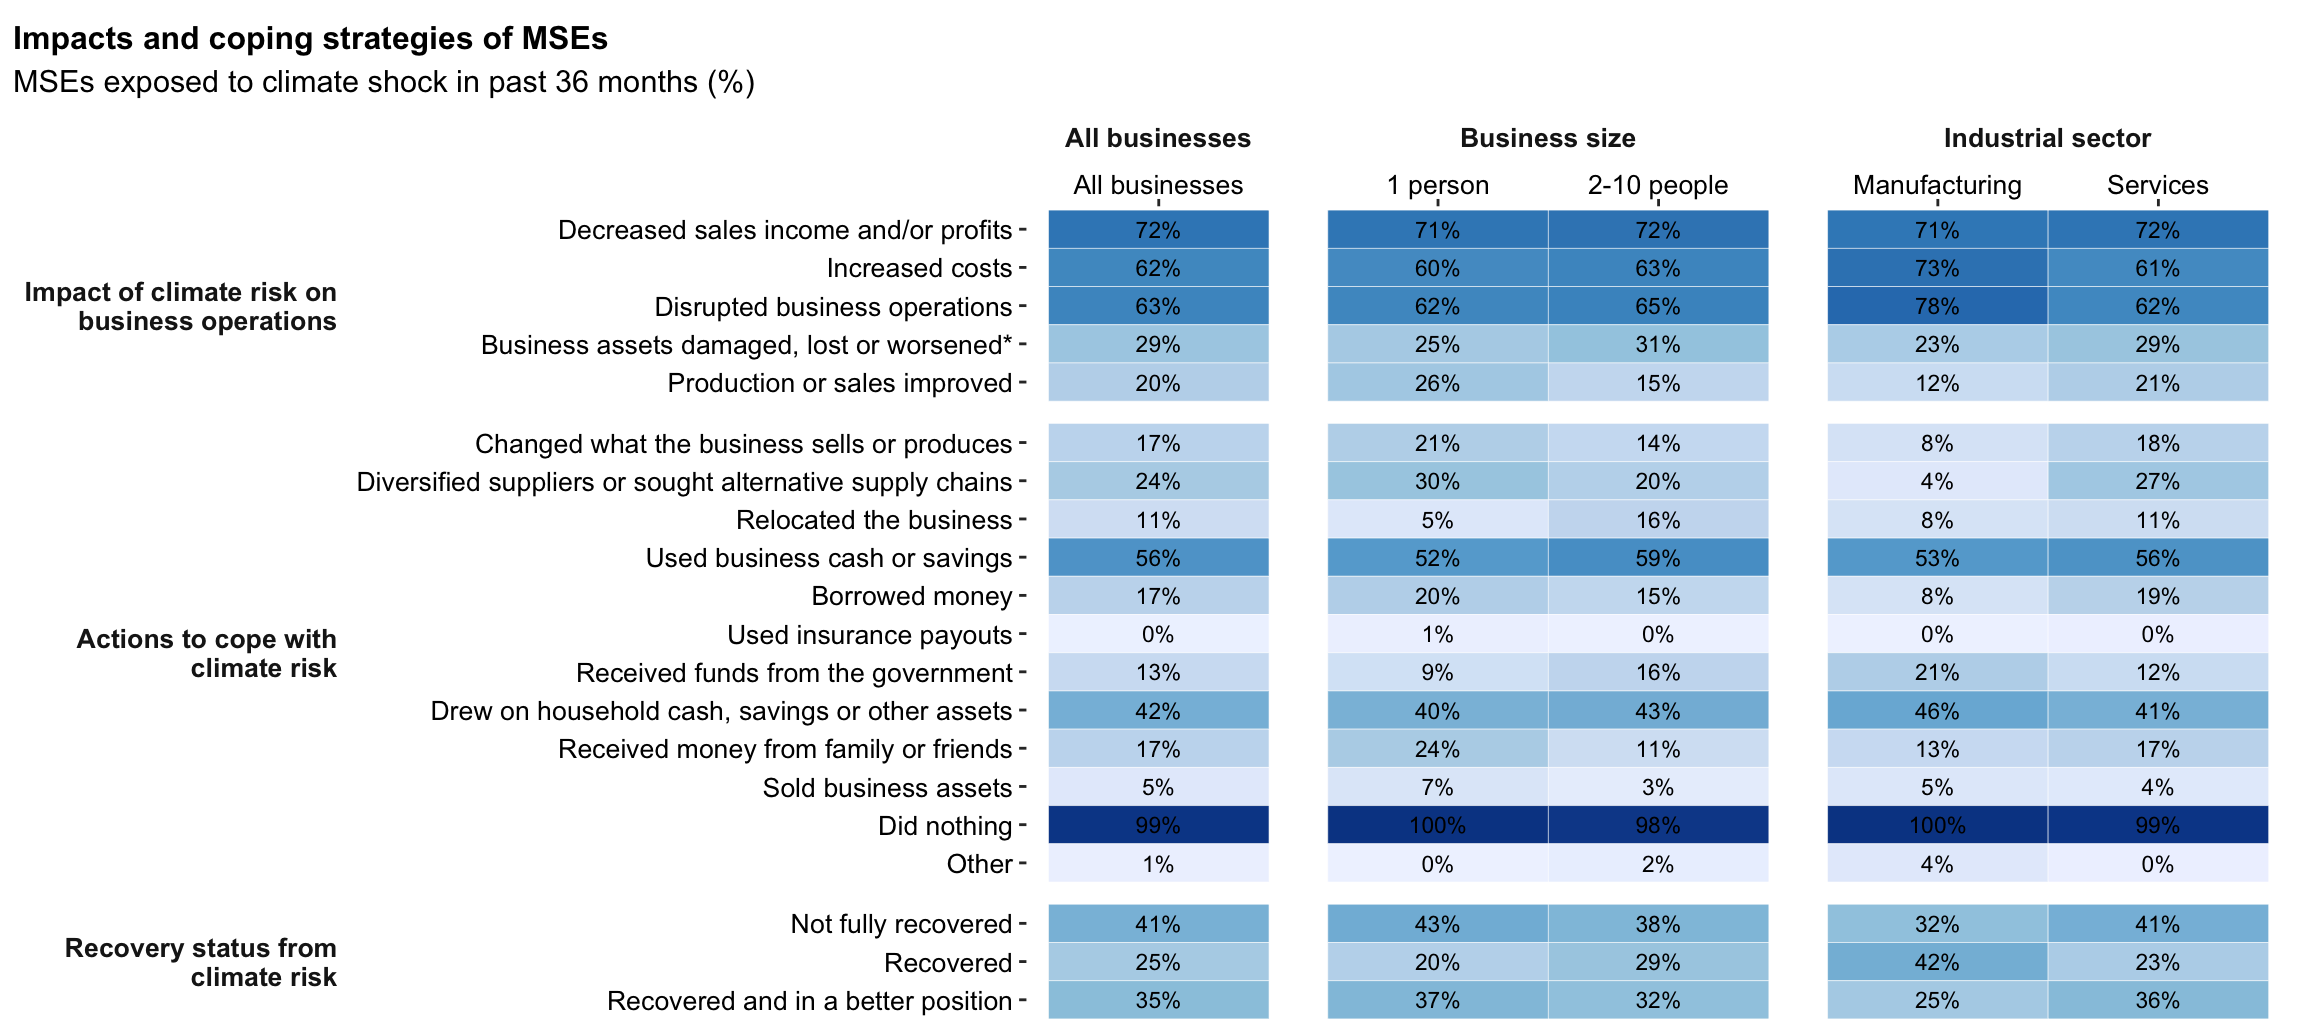 Impacts and coping strategies of MSEs
MSEs exposed to climate shock in past 36 months (%)
All businesses Business size Industrial sector
All businesses 1 person 2-10 people Manufacturing Services
Impact of climate risk on
business operations
Decreased sales income and/or profits 72% 71% 72% 71% 72%
Increased costs 62% 60% 63% 73% 61%
Disrupted business operations 63% 62% 65% 78% 62%
Business assets damaged, lost or worsened* 29% 25% 31% 23% 29%
Production or sales improved 20% 26% 15% 12% 21%
Actions to cope with
climate risk
Changed what the business sells or produces 17% 21% 14% 8% 18%
Diversified suppliers or sought alternative supply chains 24% 30% 20% 4% 27%
Relocated the business 11% 5% 16% 8% 11%
Used business cash or savings 56% 52% 59% 53% 56%
Borrowed money 17% 20% 15% 8% 19%
Used insurance payouts 0% 1% 0% 0% 0%
Received funds from the government 13% 9% 16% 21% 12%
Drew on household cash, savings or other assets 42% 40% 43% 46% 41%
Received money from family or friends 17% 24% 11% 13% 17%
Sold business assets 5% 7% 3% 5% 4%
Did nothing 99% 100% 98% 100% 99%
Other 1% 0% 2% 4% 0%
Recovery status from
climate risk
Not fully recovered 41% 43% 38% 32% 41%
Recovered 25% 20% 29% 42% 23%
Recovered and in a better position 35% 37% 32% 25% 36%